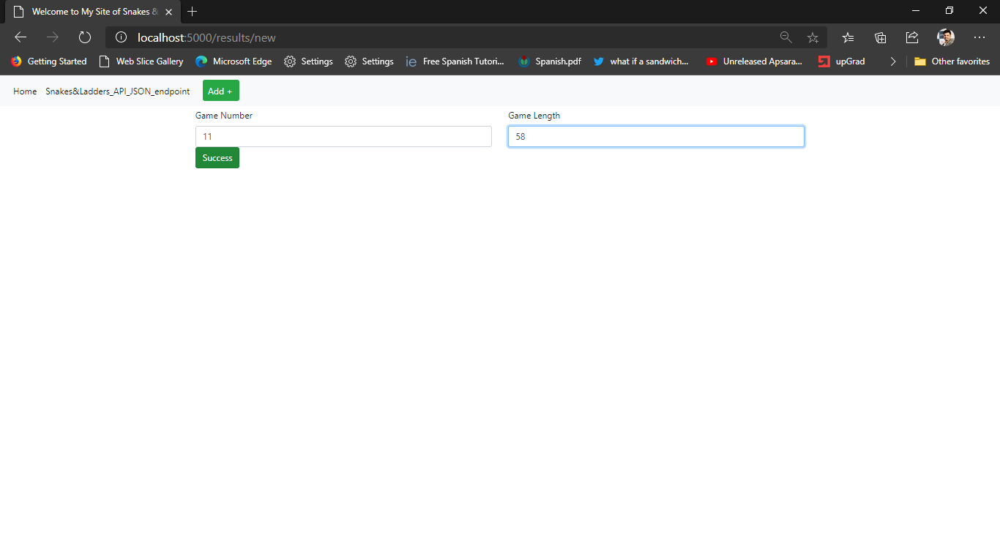 Welcome to My Site of Snakes &
localhost:5000/results/new
Getting Started Web Slice Gallery Microsoft Edge Settings Settings Free Spanish Tutori... Spanish.pdf what if a sandwich... Unreleased Apsara... upGrad Other favorites
Home Snakes&Ladders_API_JSON_endpoint Add +
Game Number Game Length
11 58
Success